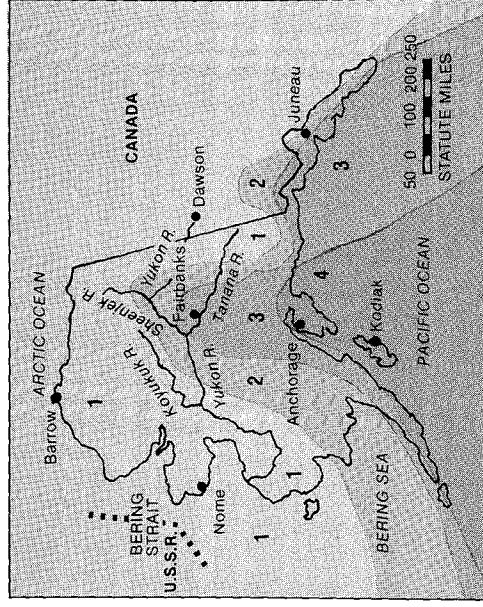 ARCTIC OCEAN
Barrow
CANADA
BERING
STRAIT
U.S.S.R.
1
Koyukuk R.
Sheenjek R.
Yukon R.
Nome
1
Yukon R.
Fairbanks
Dawson
Tanana R.
1
2
3
1
2
Anchorage
4
Juneau
3
BERING SEA
Kodiak
PACIFIC OCEAN
50 0 100 200 250
STATUTE MILES